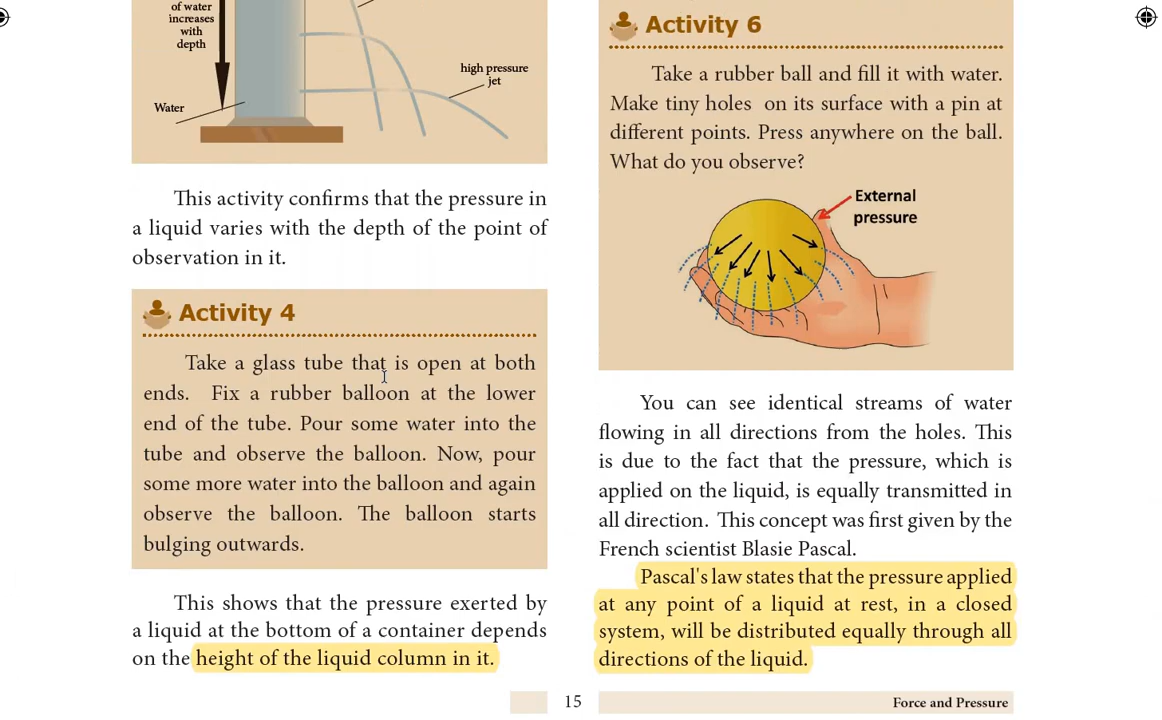 of water
increases
with
depth
high pressure
jet
Water
This activity confirms that the pressure in
a liquid varies with the depth of the point of
observation in it.
Activity 4
Take a glass tube that is open at both
ends. Fix a rubber balloon at the lower
end of the tube. Pour some water into the
tube and observe the balloon. Now, pour
some more water into the balloon and again
observe the balloon. The balloon starts
bulging outwards.
This shows that the pressure exerted by
a liquid at the bottom of a container depends
on the height of the liquid column in it.
Activity 6
Take a rubber ball and fill it with water.
Make tiny holes on its surface with a pin at
different points. Press anywhere on the ball.
What do you observe?
External
pressure
You can see identical streams of water
flowing in all directions from the holes. This
is due to the fact that the pressure, which is
applied on the liquid, is equally transmitted in
all direction. This concept was first given by the
French scientist Blasie Pascal.
Pascal's law states that the pressure applied
at any point of a liquid at rest, in a closed
system, will be distributed equally through all
directions of the liquid.
15
Force and Pressure